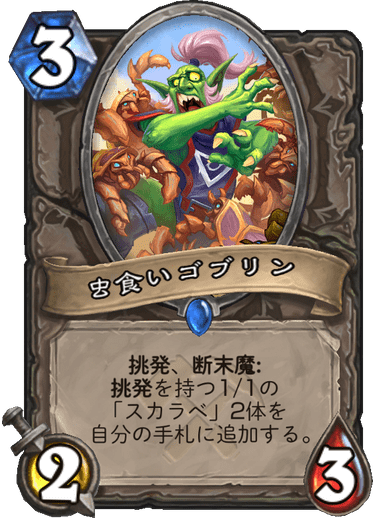 3
虫食いゴブリン
挑発、断末魔:
挑発を持つ1/1の
「スカラベ」2体を
自分の手札に追加する。
2
3